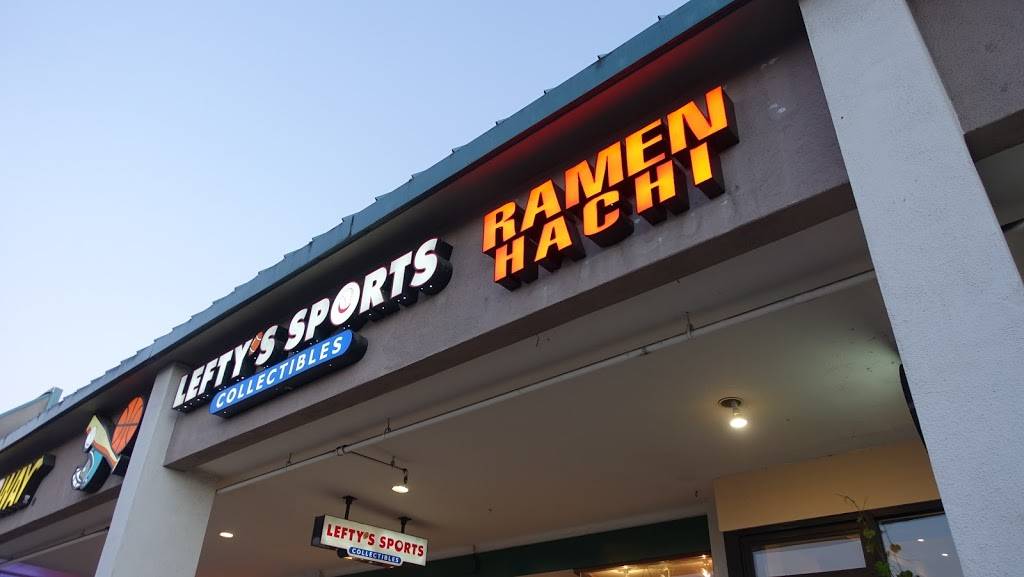 LEFTY'S SPORTS
COLLECTIBLES
RAMEN
HACHI
LEFTY'S SPORTS
COLLECTIBLES